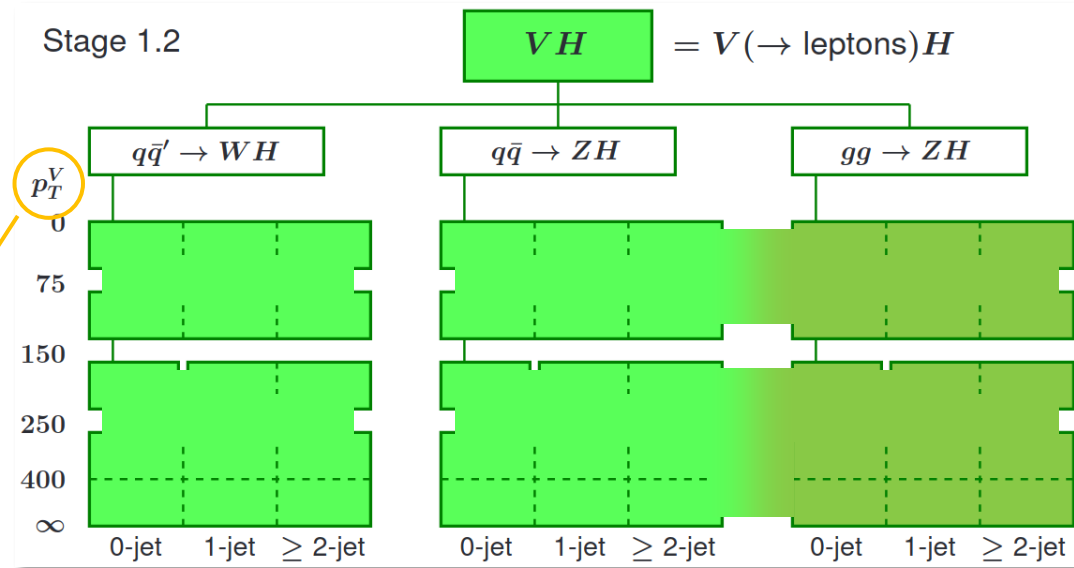 Stage 1.2
VH = V(→ leptons)H
qq̄′ → WH
qq̄ → ZH
gg → ZH
p_T^V
0
75
150
250
400
∞
0-jet 1-jet ≥ 2-jet
0-jet 1-jet ≥ 2-jet
0-jet 1-jet ≥ 2-jet